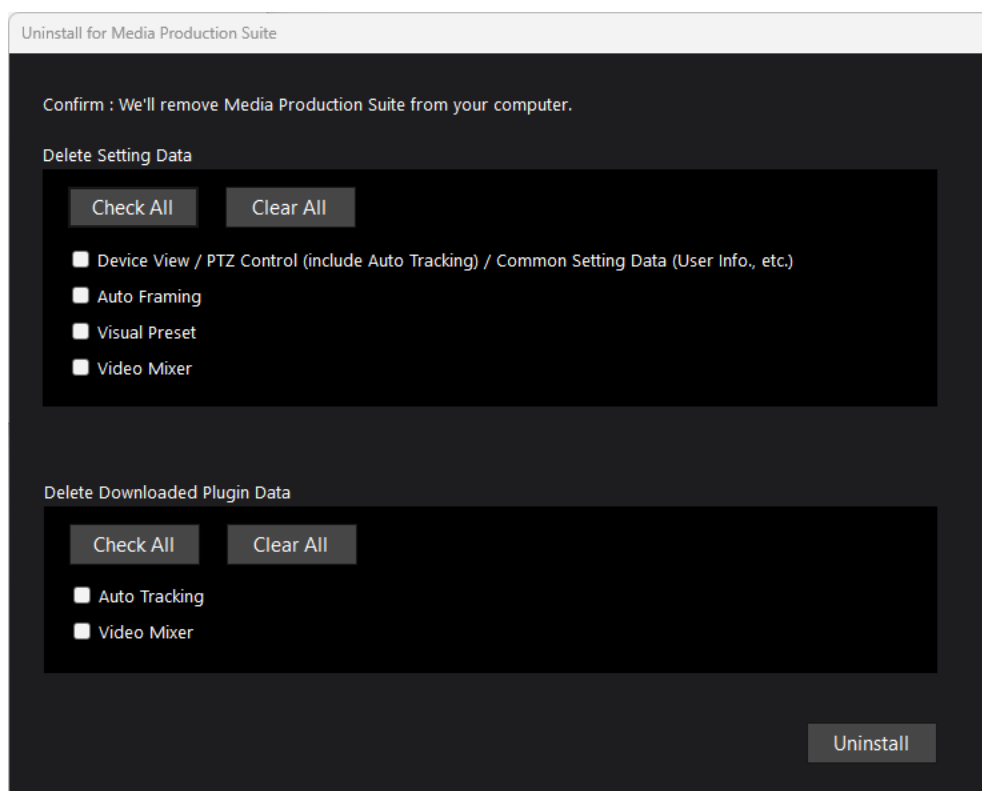 Uninstall for Media Production Suite
Confirm : We'll remove Media Production Suite from your computer.
Delete Setting Data
Check All
Clear All
Device View / PTZ Control (include Auto Tracking) / Common Setting Data (User Info., etc.)
Auto Framing
Visual Preset
Video Mixer
Delete Downloaded Plugin Data
Check All
Clear All
Auto Tracking
Video Mixer
Uninstall